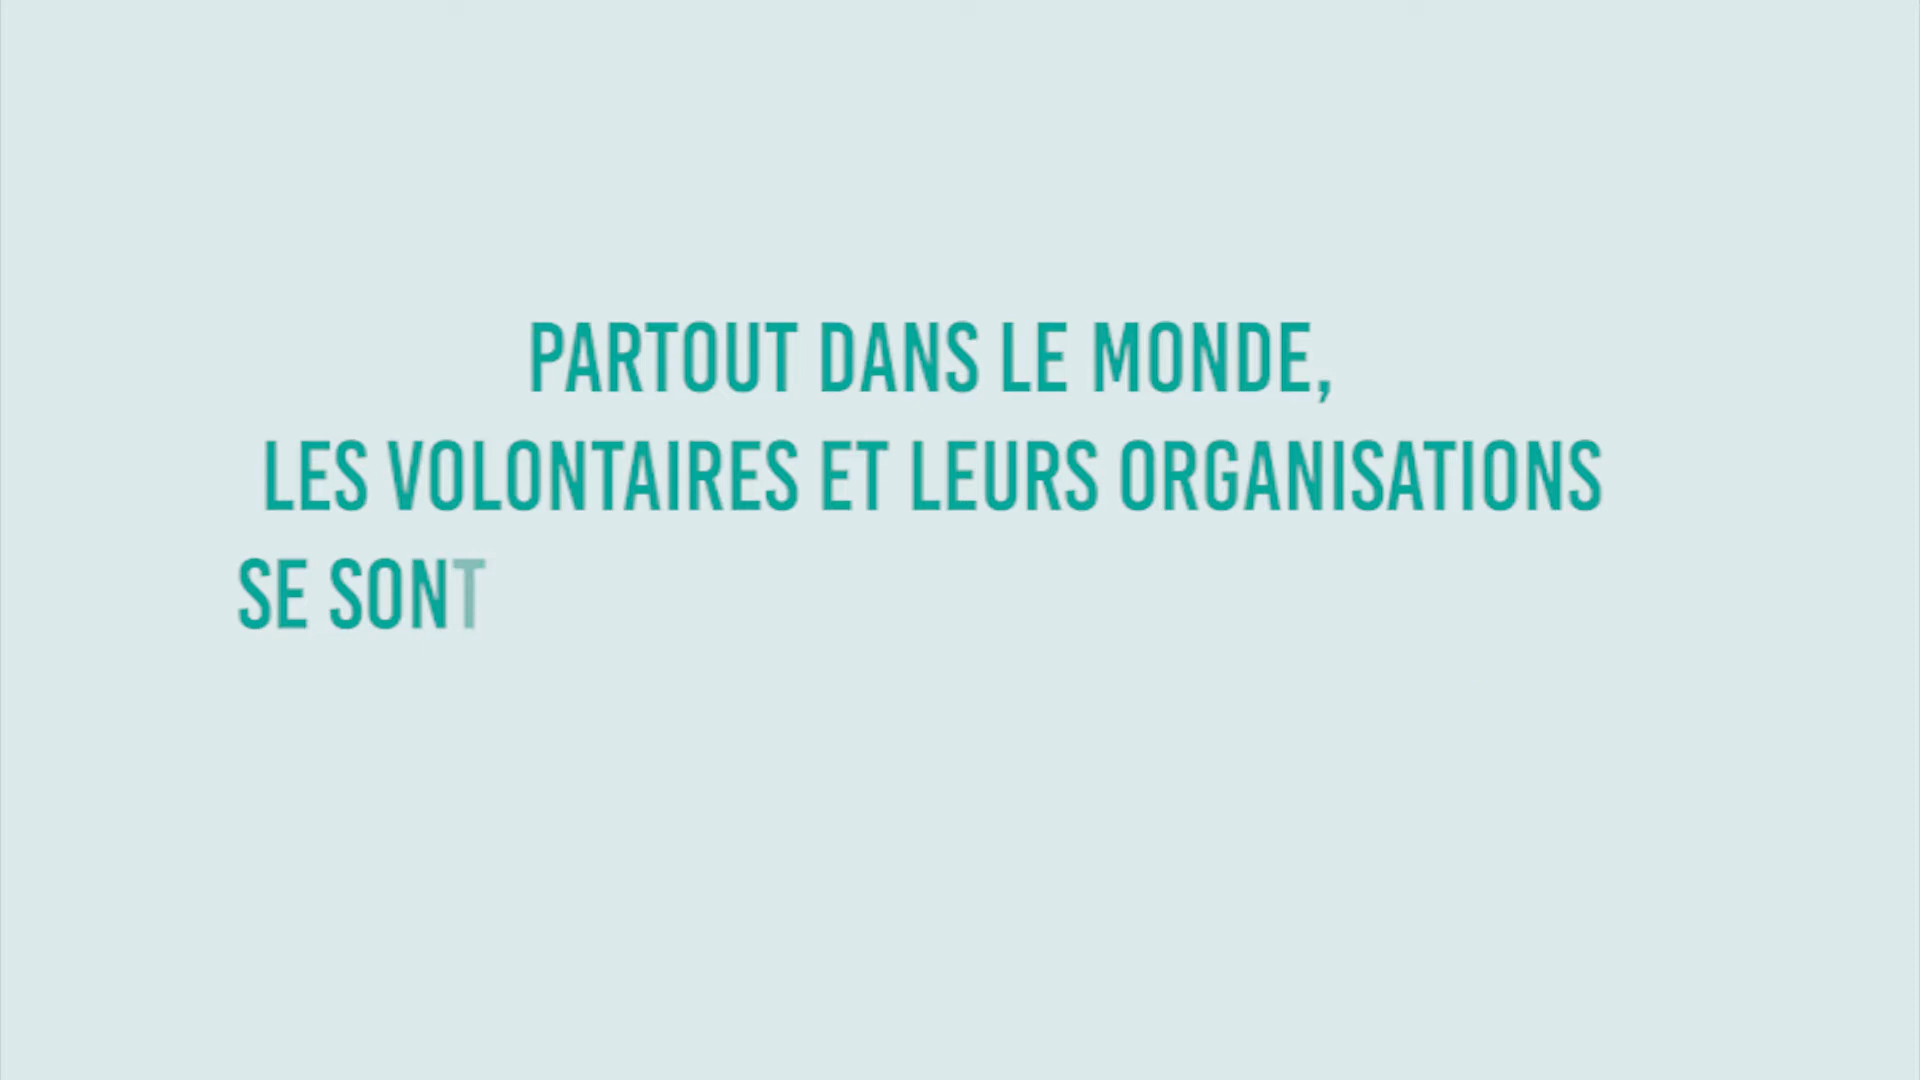 PARTOUT DANS LE MONDE,
LES VOLONTAIRES ET LEURS ORGANISATIONS
SE SONT